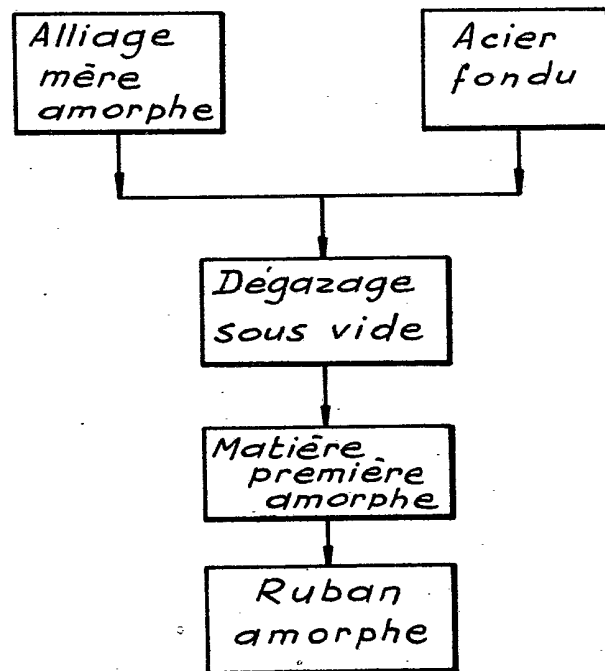 Alliage
mère
amorphe
Acier
fondu
Dégazage
sous vide
Matière
première
amorphe
Ruban
amorphe